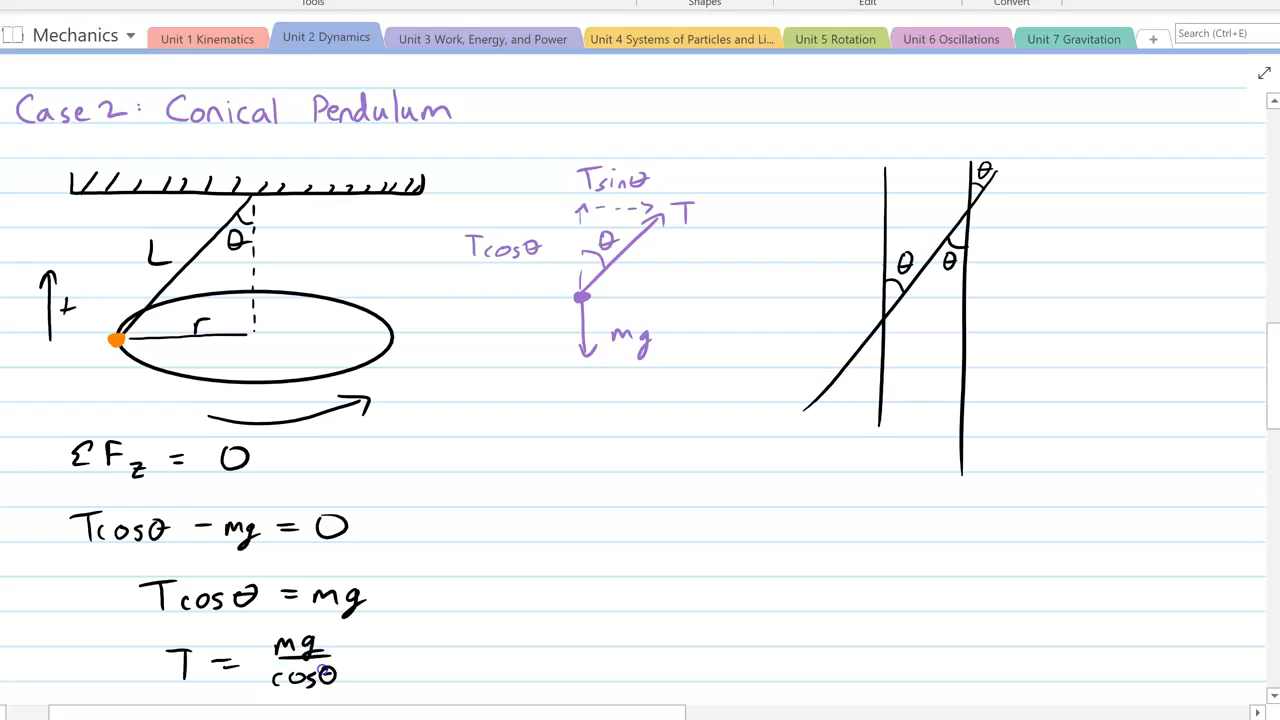 Tools Shapes Edit Convert
Mechanics Unit 1 Kinematics Unit 2 Dynamics Unit 3 Work, Energy, and Power Unit 4 Systems of Particles and Li... Unit 5 Rotation Unit 6 Oscillations Unit 7 Gravitation + Search (Ctrl+E)
Case 2: Conical Pendulum
θ
L
r
+
Tsinθ
T
Tcosθ
θ
mg
θ
θ
θ
ΣF_z = 0
Tcosθ - mg = 0
Tcosθ = mg
T = mg
cosθ